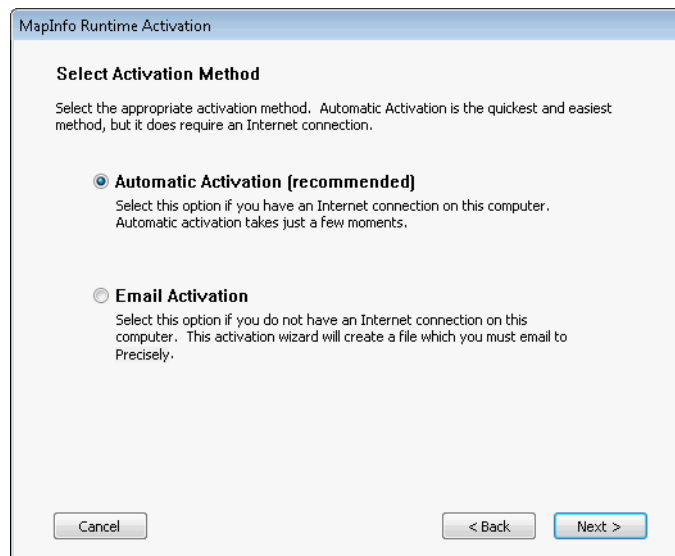 MapInfo Runtime Activation
Select Activation Method
Select the appropriate activation method.  Automatic Activation is the quickest and easiest
method, but it does require an Internet connection.
Automatic Activation (recommended)
Select this option if you have an Internet connection on this computer.
Automatic activation takes just a few moments.
Email Activation
Select this option if you do not have an Internet connection on this
computer.  This activation wizard will create a file which you must email to
Precisely.
Cancel
< Back
Next >